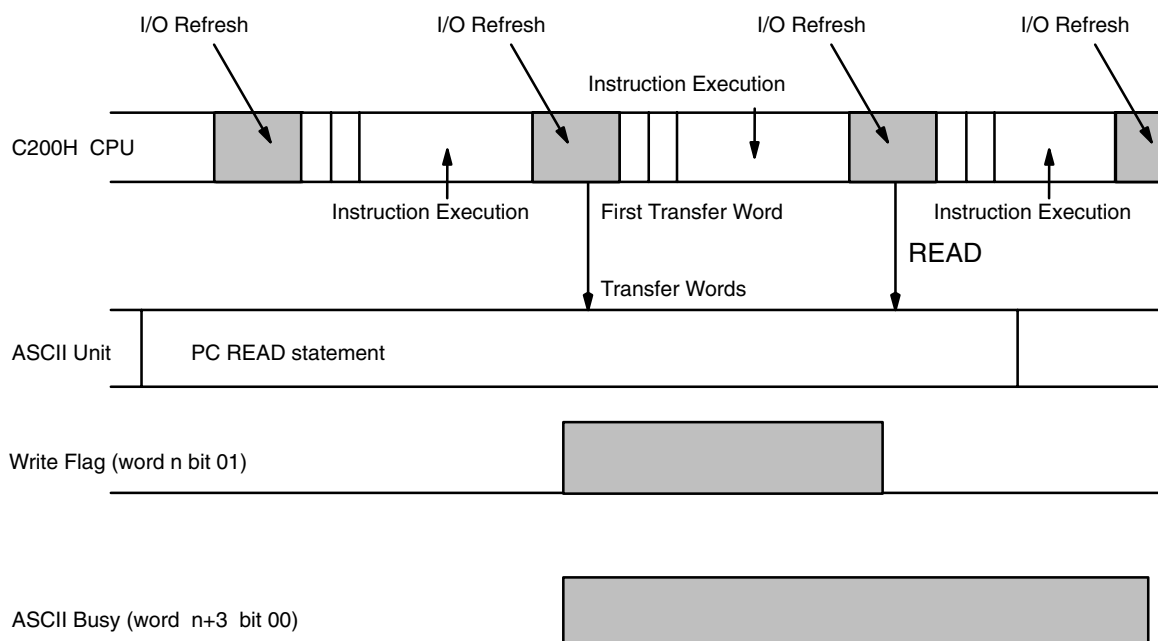 I/O Refresh
I/O Refresh
I/O Refresh
I/O Refresh
Instruction Execution
C200H CPU
Instruction Execution
First Transfer Word
Instruction Execution
READ
Transfer Words
ASCII Unit
PC READ statement
Write Flag (word n bit 01)
ASCII Busy (word n+3 bit 00)